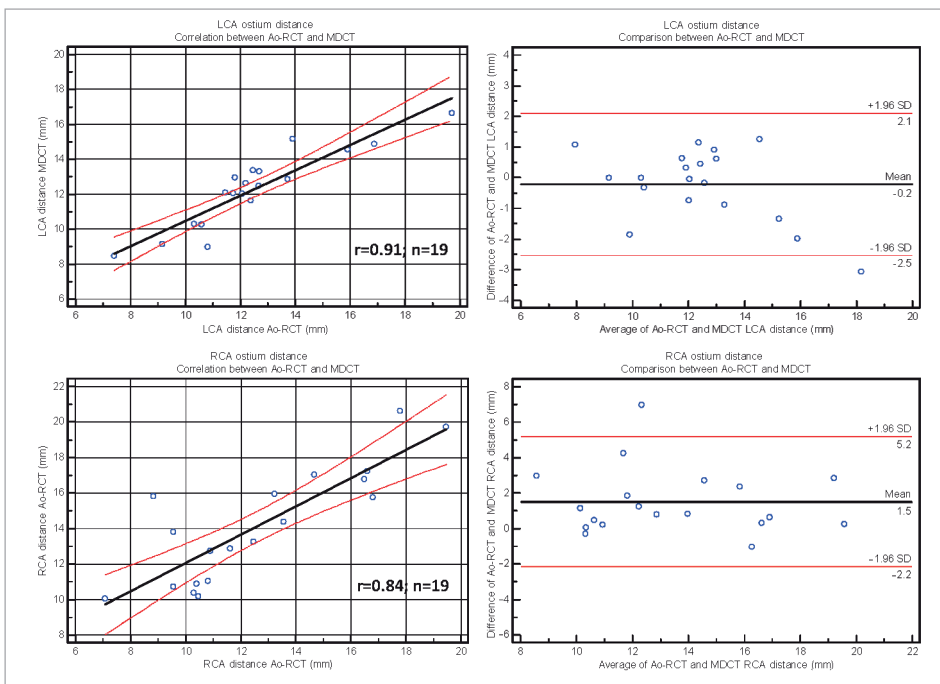 LCA ostium distance
Correlation between Ao-RCT and MDCT
LCA distance MDCT (mm)
20
18
16
14
12
10
8
6
r=0.91; n=19
6 8 10 12 14 16 18 20
LCA distance Ao-RCT (mm)
LCA ostium distance
Comparison between Ao-RCT and MDCT
Differencce of Ao-RCT and MDCT LCA distance (mm)
4
3
2
1
0
-1
-2
-3
-4
+1.96 SD
2.1
Mean
-0.2
-1.96 SD
-2.5
6 8 10 12 14 16 18 20
Average of Ao-RCT and MDCT LCA distance (mm)
RCA ostium distance
Correlation between Ao-RCT and MDCT
RCA distance Ao-RCT (mm)
22
20
18
16
14
12
10
8
r=0.84; n=19
6 8 10 12 14 16 18 20
RCA distance Ao-RCT (mm)
RCA ostium distance
Comparison between Ao-RCT and MDCT
Difference of Ao-RCT and MDCT RCA distance (mm)
8
6
4
2
0
-2
-4
-6
+1.96 SD
5.2
Mean
1.5
-1.96 SD
-2.2
8 10 12 14 16 18 20 22
Average of Ao-RCT and MDCT RCA distance (mm)